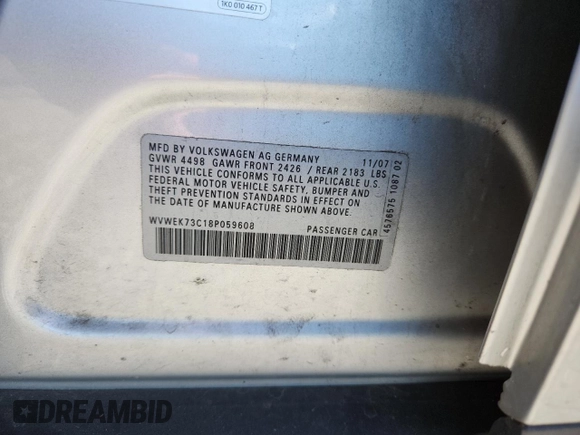 1K0 010 467 T
MFD BY VOLKSWAGEN AG GERMANY 11/07
GVWR 4498 GAWR FRONT 2426 / REAR 2183 LBS
THIS VEHICLE CONFORMS TO ALL APPLICABLE U.S.
FEDERAL MOTOR VEHICLE SAFETY, BUMPER AND
THEFT PREVENTION STANDARDS IN EFFECT ON
THE DATE OF MANUFACTURE SHOWN ABOVE.
WVWEK73C18P059608 PASSENGER CAR
4576575 1087 02
DREAMBID